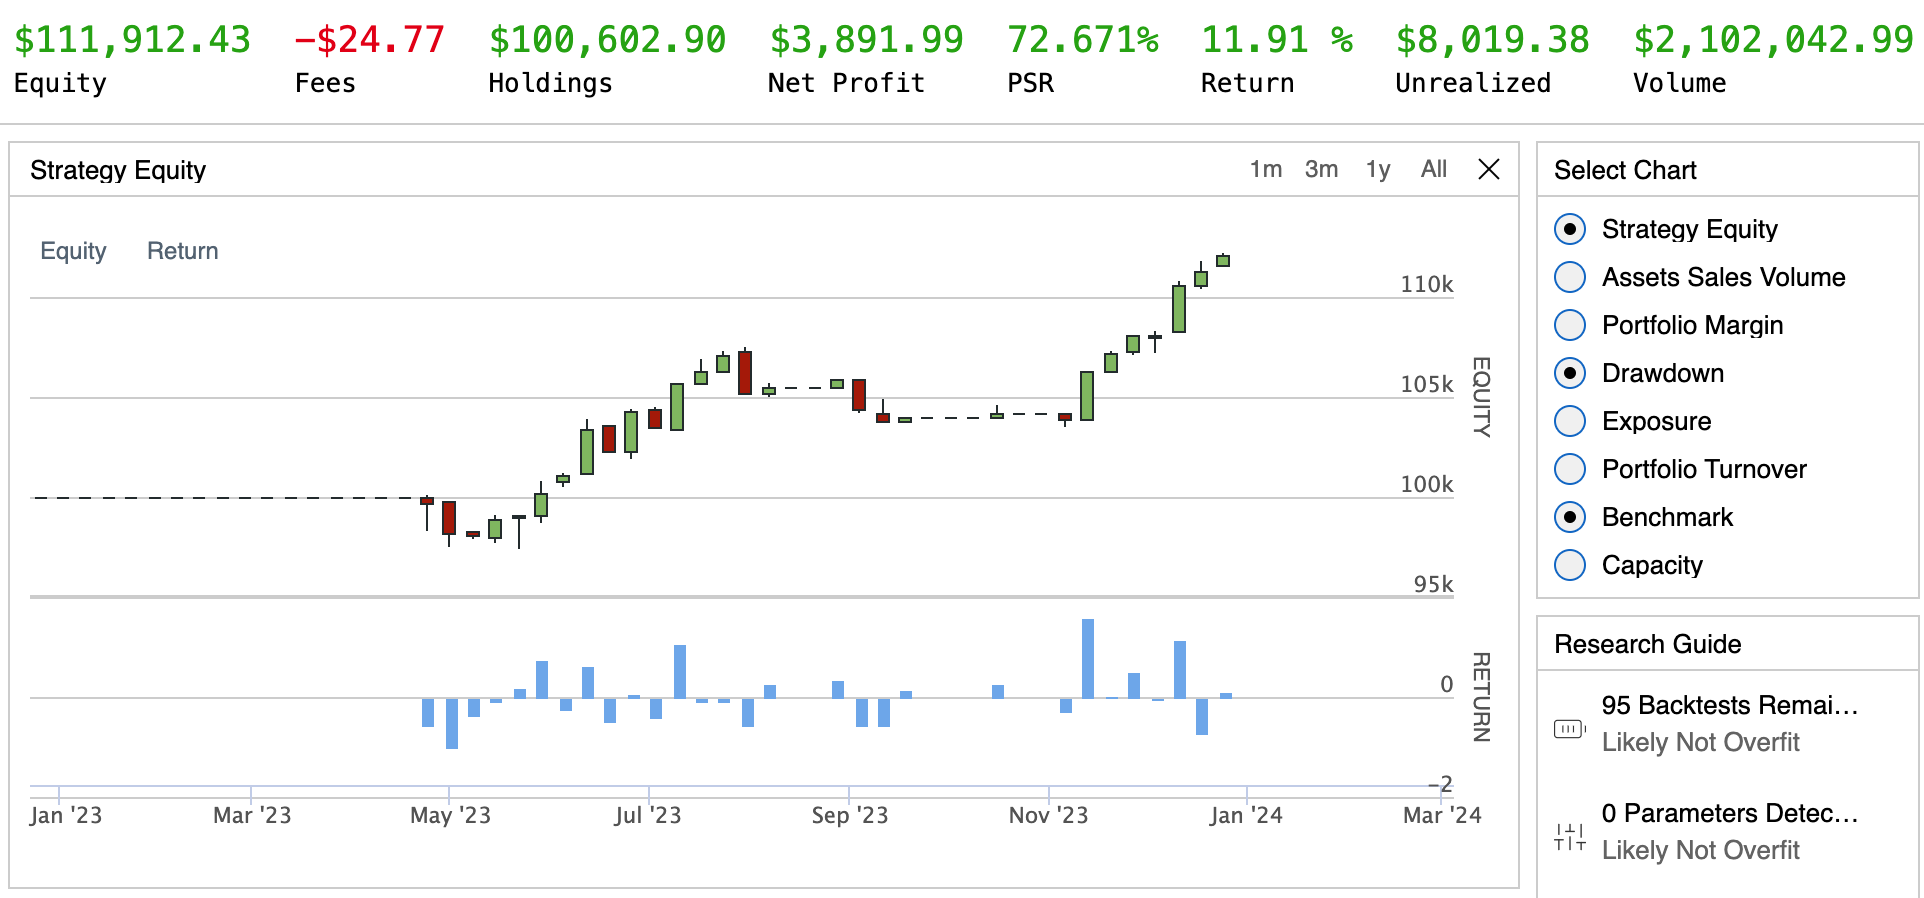 $111,912.43 −$24.77 $100,602.90 $3,891.99 72.671% 11.91 % $8,019.38 $2,102,042.99
Equity Fees Holdings Net Profit PSR Return Unrealized Volume
Strategy Equity 1m 3m 1y All
Equity Return
110k
105k
100k
95k
EQUITY
0
-2
RETURN
Jan '23 Mar '23 May '23 Jul '23 Sep '23 Nov '23 Jan '24 Mar '24
Select Chart
Strategy Equity
Assets Sales Volume
Portfolio Margin
Drawdown
Exposure
Portfolio Turnover
Benchmark
Capacity
Research Guide
95 Backtests Remai…
Likely Not Overfit
0 Parameters Detec…
Likely Not Overfit